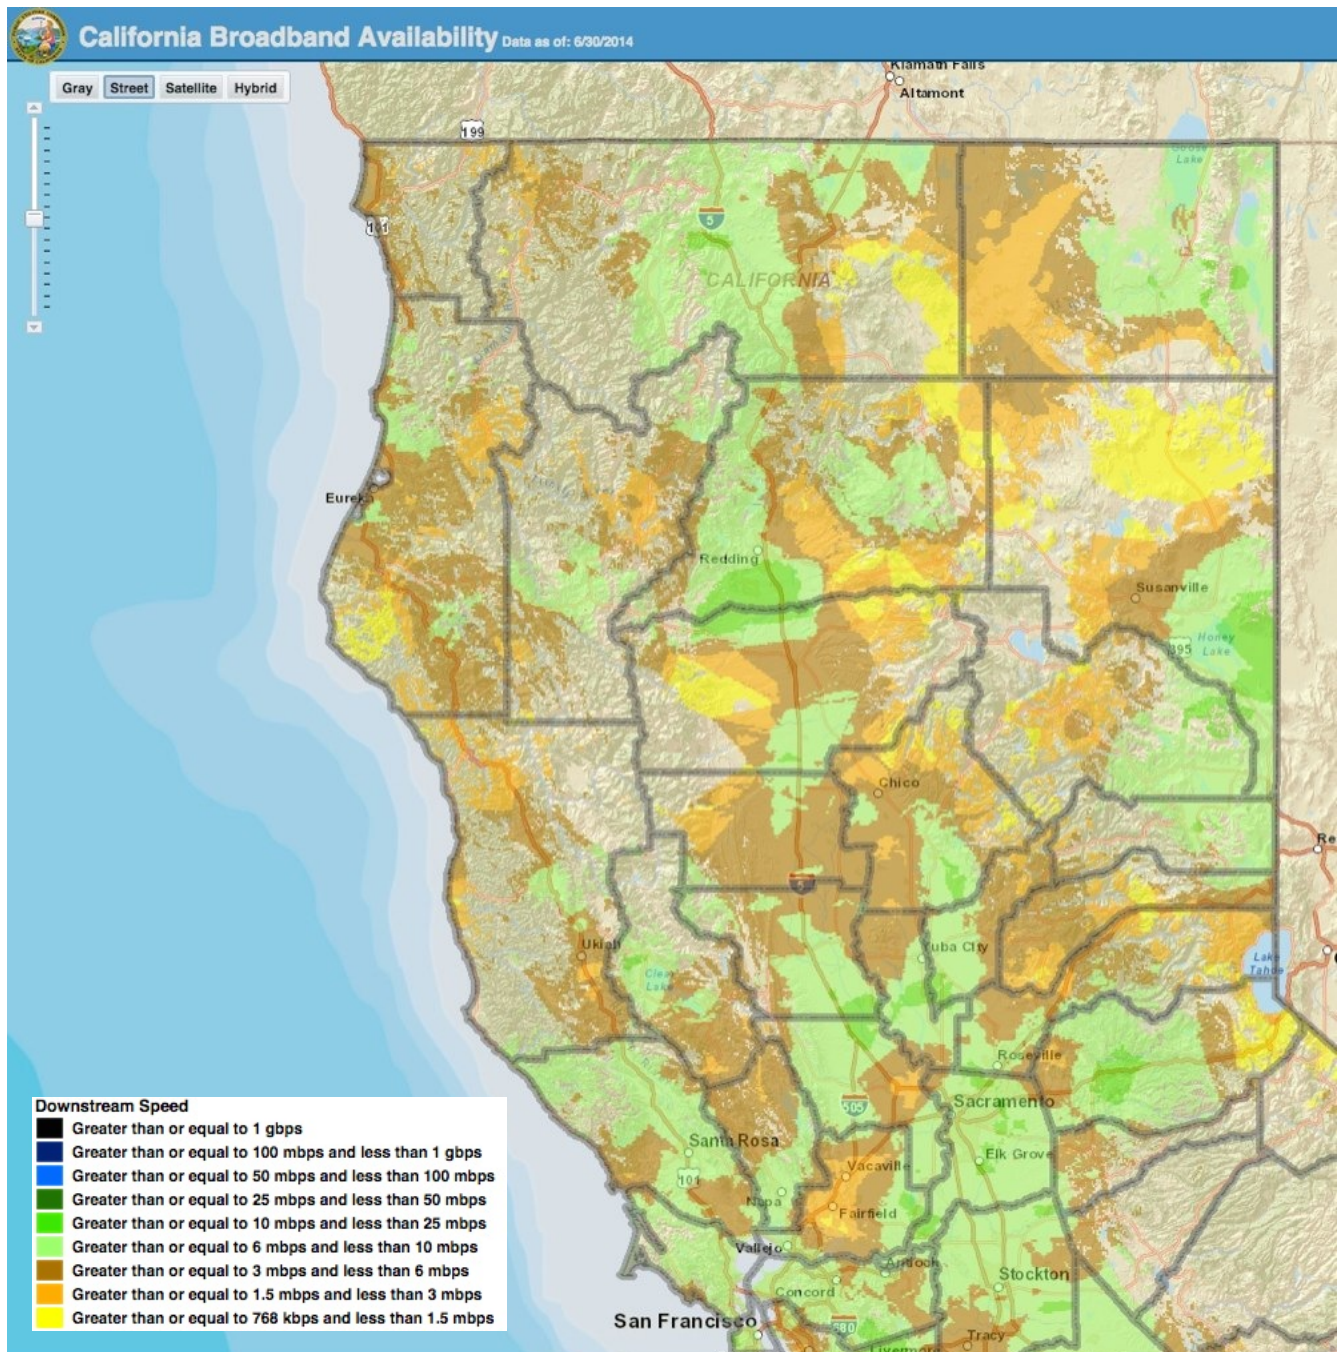 California Broadband Availability Data as of: 6/30/2014
Gray Street Satellite Hybrid
Klamath Falls
Altamont
199
Goose
Lake
101
5
CALIFORNIA
Eureka
Redding
Susanville
395
Honey
Lake
Chico
5
Ukiah
Yuba City
Clear
Lake
Lake
Tahoe
Re
Roseville
505
Sacramento
Santa Rosa
Elk Grove
101
Vacaville
Napa
Fairfield
Vallejo
Antioch
Stockton
Concord
San Francisco
680
Tracy
Livermore
Downstream Speed
Greater than or equal to 1 gbps
Greater than or equal to 100 mbps and less than 1 gbps
Greater than or equal to 50 mbps and less than 100 mbps
Greater than or equal to 25 mbps and less than 50 mbps
Greater than or equal to 10 mbps and less than 25 mbps
Greater than or equal to 6 mbps and less than 10 mbps
Greater than or equal to 3 mbps and less than 6 mbps
Greater than or equal to 1.5 mbps and less than 3 mbps
Greater than or equal to 768 kbps and less than 1.5 mbps